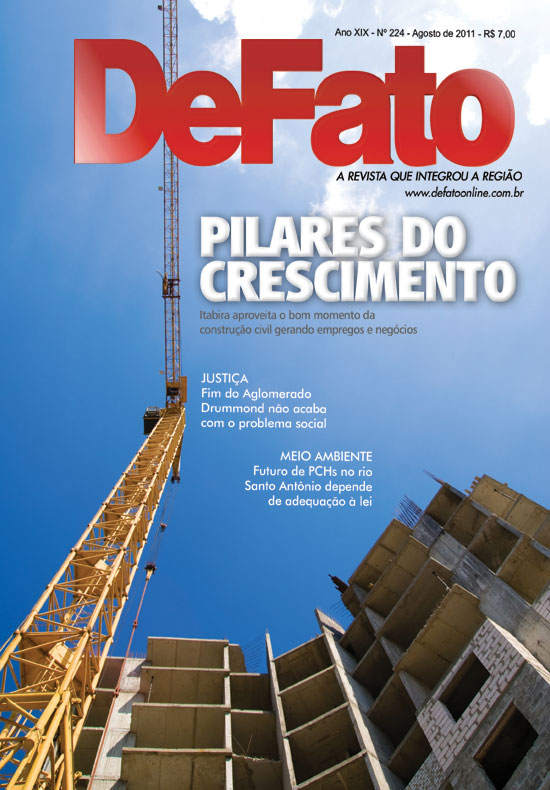 Ano XIX - Nº 224 - Agosto de 2011 - R$ 7,00
DeFato
A REVISTA QUE INTEGROU A REGIÃO
www.defatoonline.com.br
PILARES DO
CRESCIMENTO
Itabira aproveita o bom momento da
construção civil gerando empregos e negócios
JUSTIÇA
Fim do Aglomerado
Drummond não acaba
com o problema social
MEIO AMBIENTE
Futuro de PCHs no rio
Santo Antônio depende
de adequação à lei